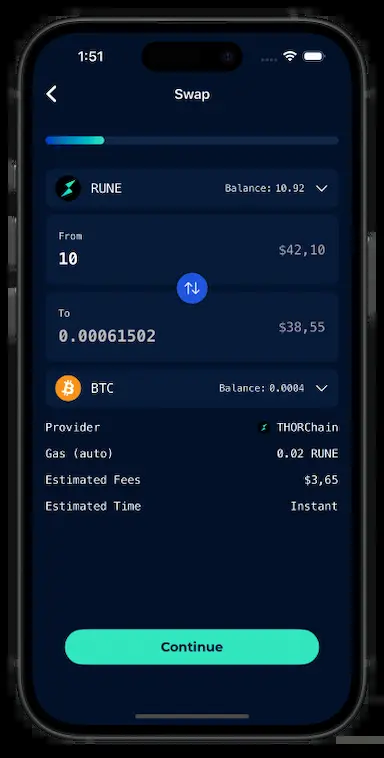 1:51
Swap
RUNE Balance: 10.92
From
10 $42,10
To
0.00061502 $38,55
BTC Balance: 0.0004
Provider THORChain
Gas (auto) 0.02 RUNE
Estimated Fees $3,65
Estimated Time Instant
Continue